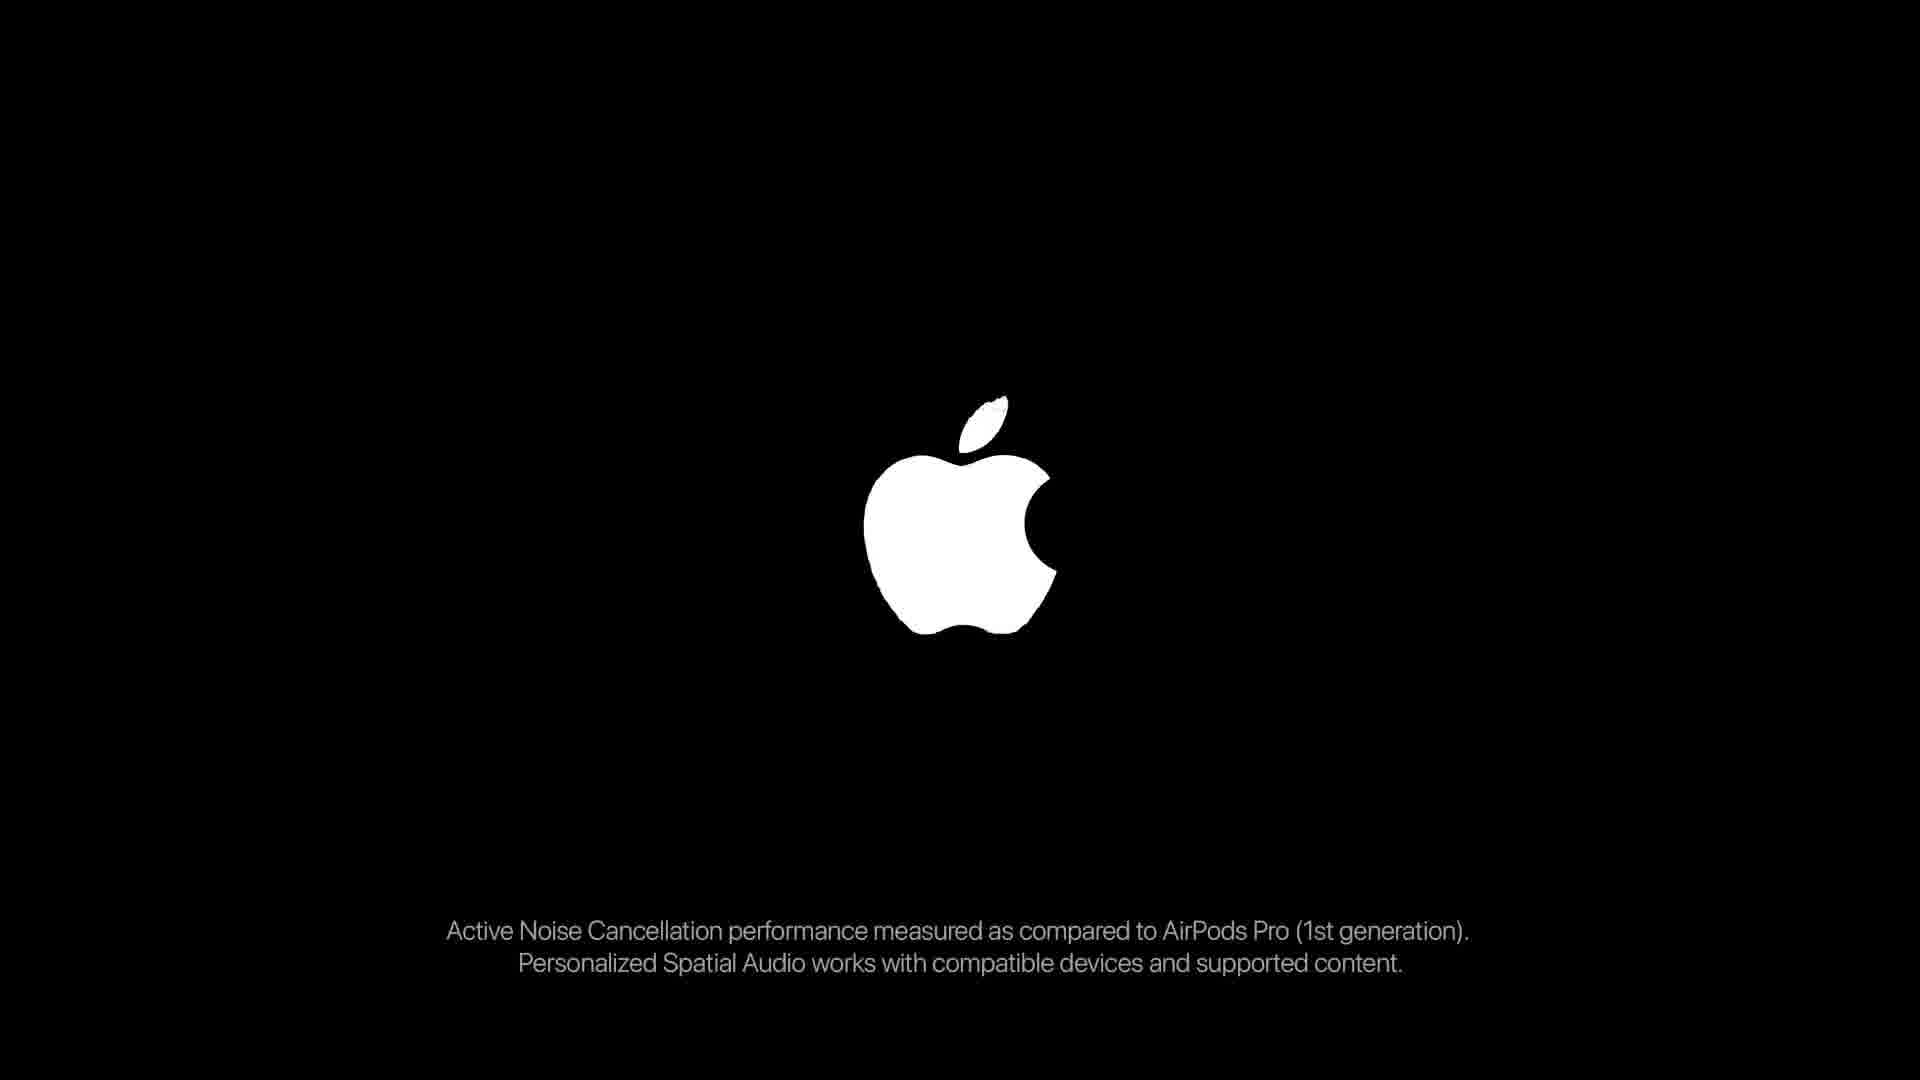 Active Noise Cancellation performance measured as compared to AirPods Pro (1st generation).
Personalized Spatial Audio works with compatible devices and supported content.